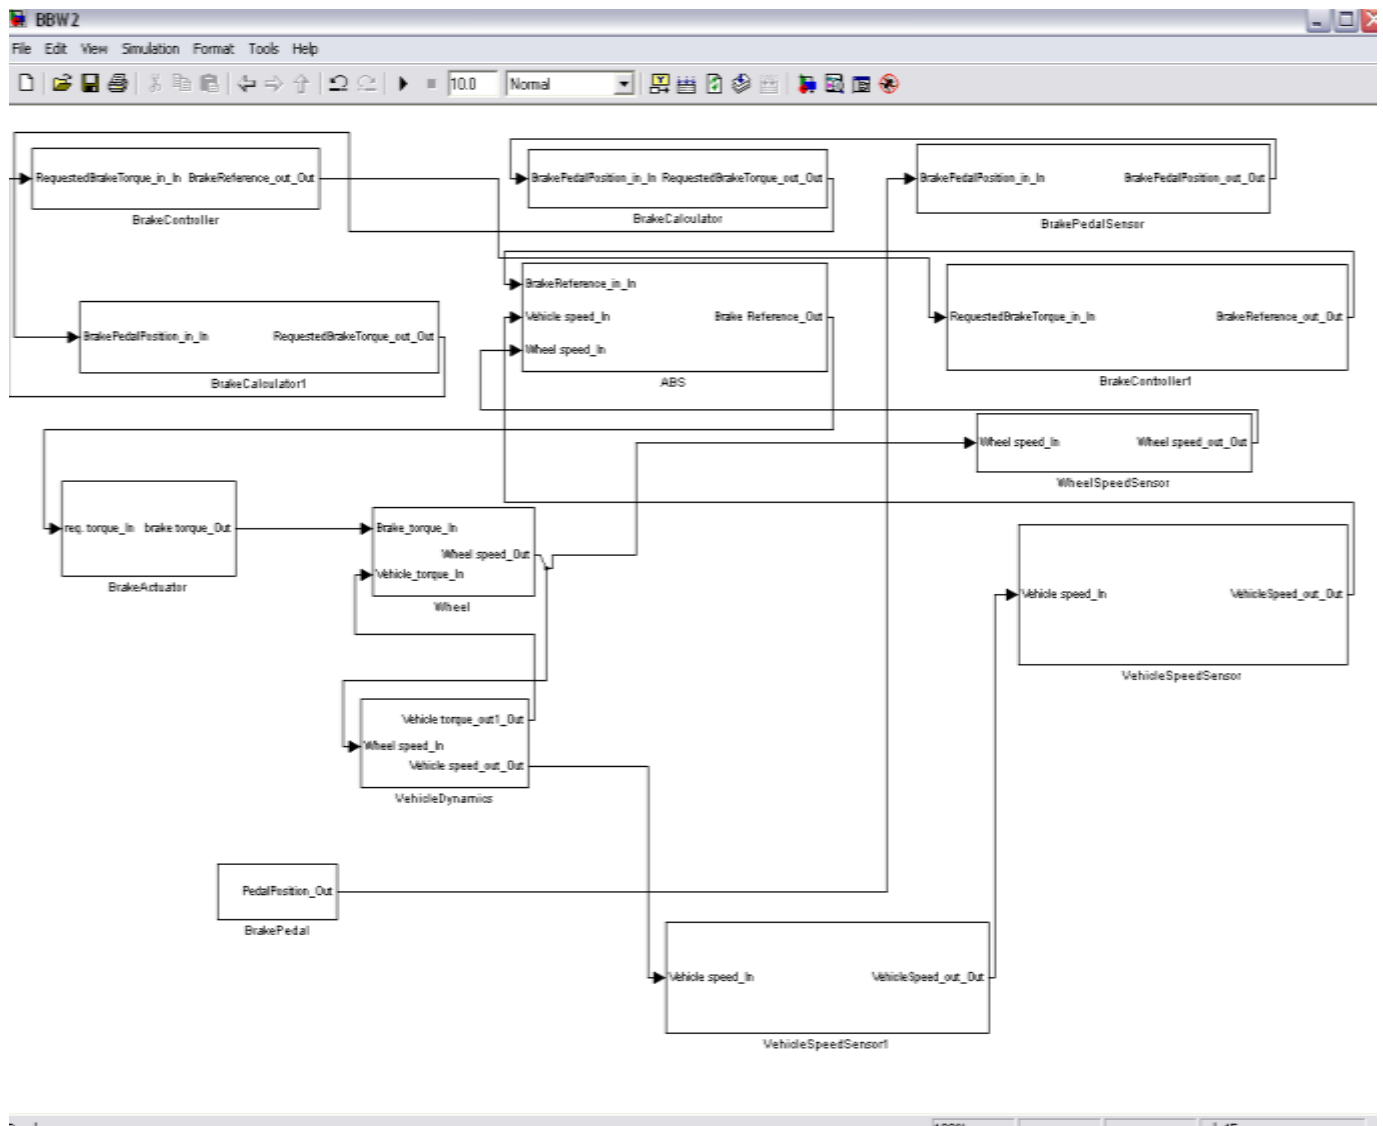 BBW2
File Edit View Simulation Format Tools Help
10.0 Normal
RequestedBrakeTorque_in_In BrakeReference_out_Out
BrakeController
BrakePedalPosition_in_In RequestedBrakeTorque_out_Out
BrakeCalculator
BrakePedalPosition_in_In BrakePedalPosition_out_Out
BrakePedalSensor
BrakePedalPosition_in_In RequestedBrakeTorque_out_Out
BrakeCalculator1
BrakeReference_in_In
Vehicle speed_In Brake Reference_Out
Wheel speed_In
ABS
RequestedBrakeTorque_in_In BrakeReference_out_Out
BrakeController1
Wheel speed_In Wheel speed_out_Out
WheelSpeedSensor
req. torque_In brake torque_Out
BrakeActuator
Brake_torque_In
Wheel speed_Out
Vehicle_torque_In
Wheel
Vehicle speed_In VehicleSpeed_out_Out
VehicleSpeedSensor
Vehicle torque_out1_Out
Wheel speed_In
Vehicle speed_out_Out
VehicleDynamics
PedalPosition_Out
BrakePedal
Vehicle speed_In VehicleSpeed_out_Out
VehicleSpeedSensor1